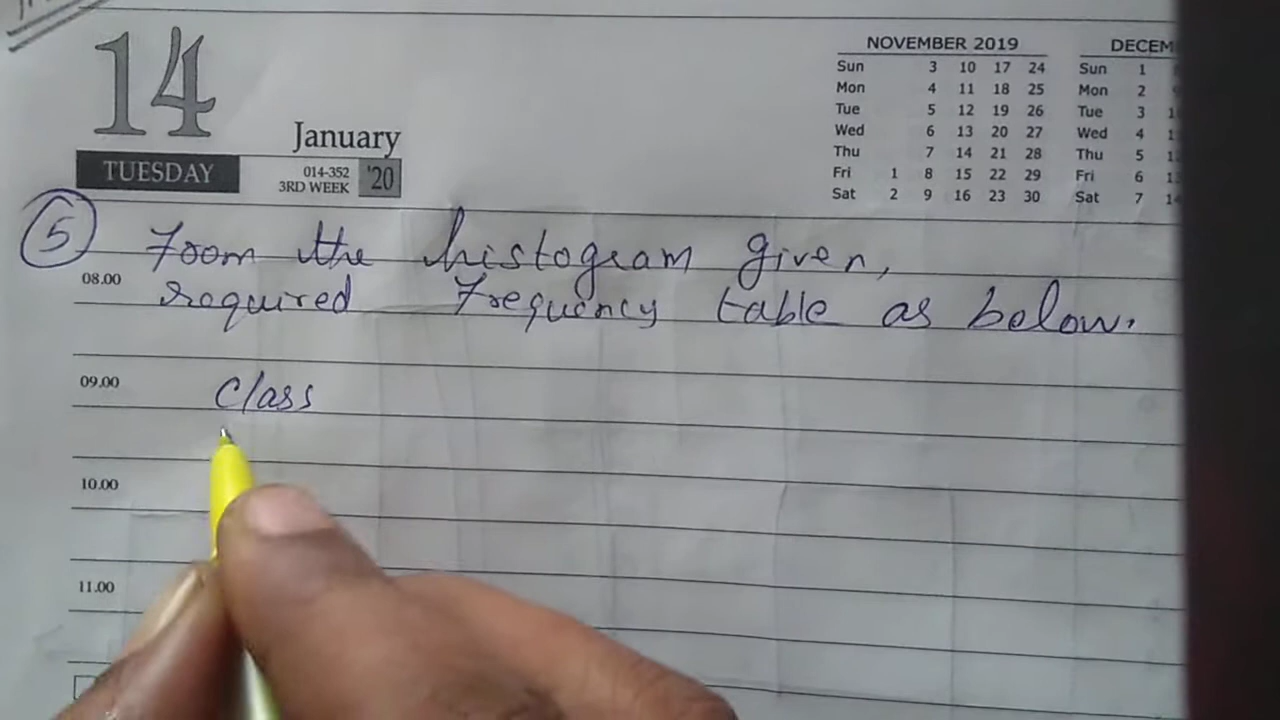 14
January
TUESDAY
014-352
3RD WEEK
'20
NOVEMBER 2019
Sun 3 10 17 24
Mon 4 11 18 25
Tue 5 12 19 26
Wed 6 13 20 27
Thu 7 14 21 28
Fri 1 8 15 22 29
Sat 2 9 16 23 30
DECEM
Sun 1
Mon 2
Tue 3
Wed 4
Thu 5
Fri 6
Sat 7
5 From the histogram given,
08.00
required Frequency table as below.
09.00
Class
10.00
11.00